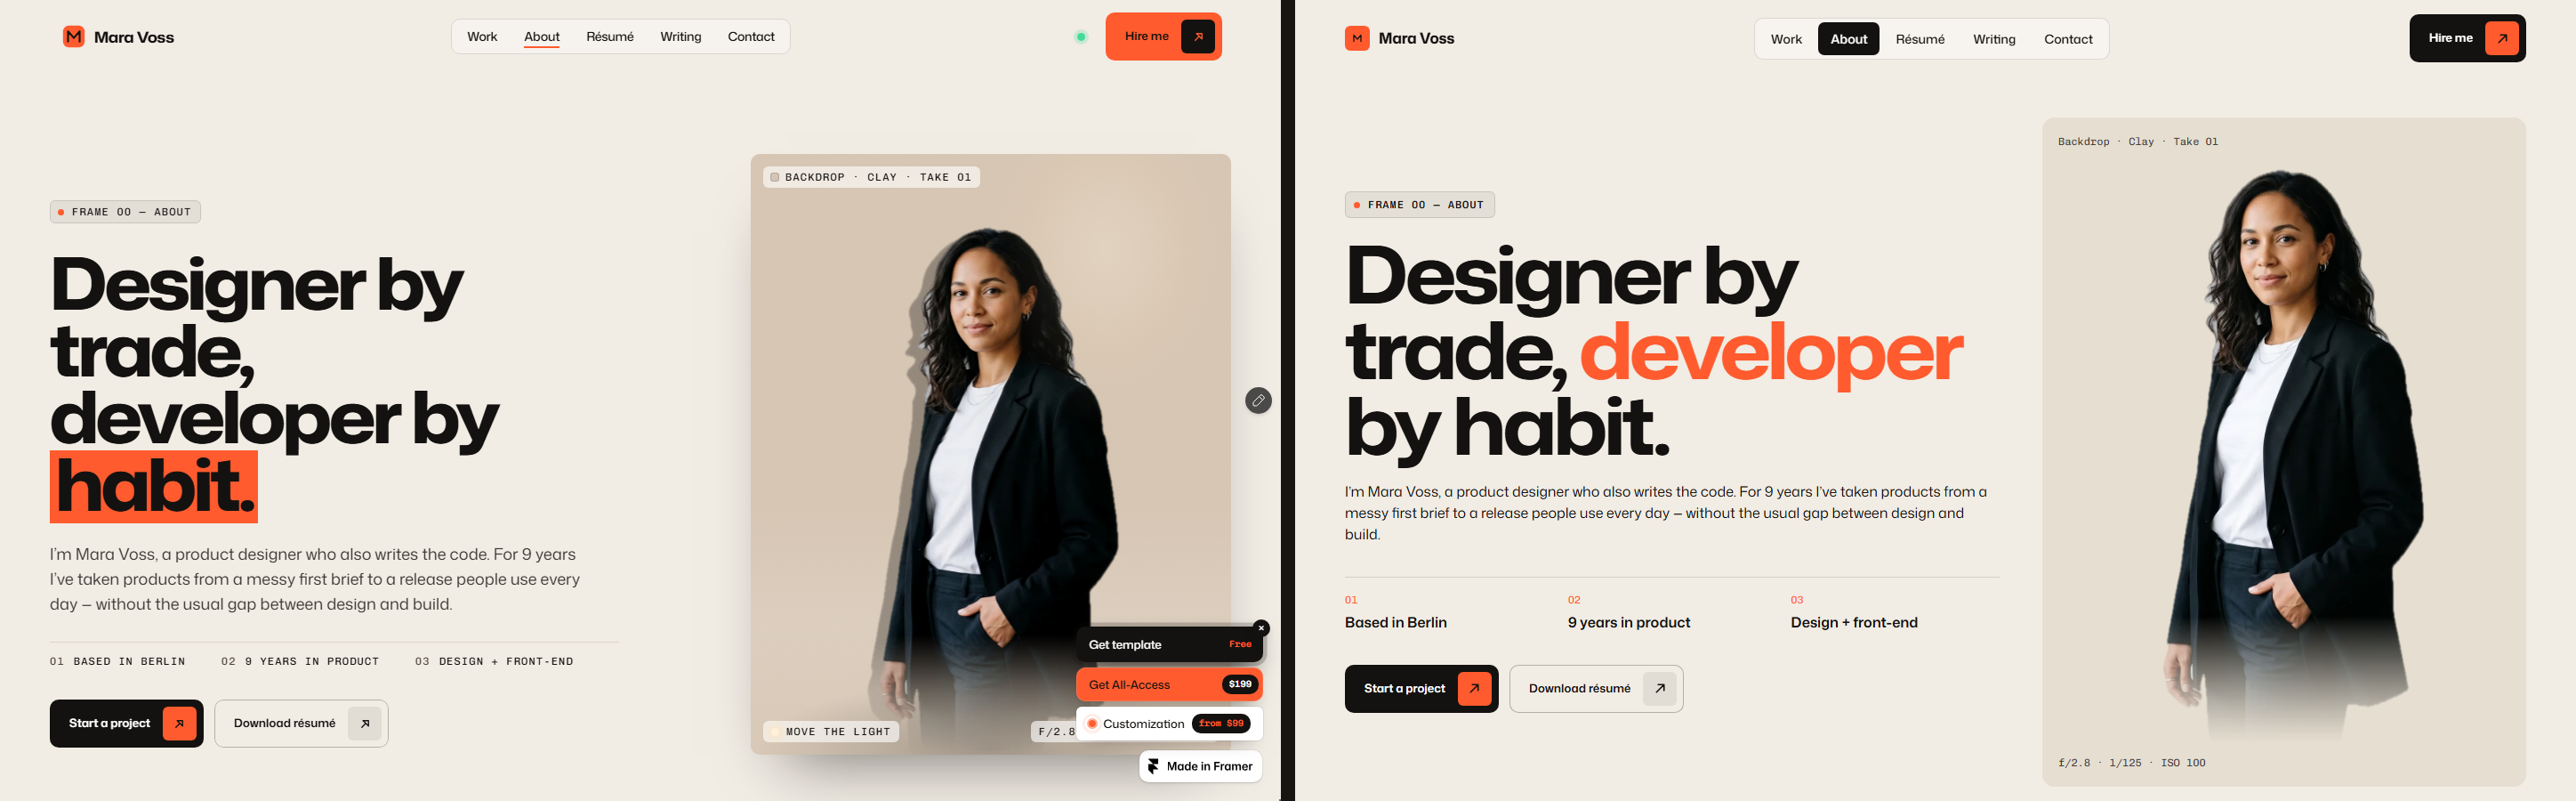 Mara Voss
Work About Résumé Writing Contact
Hire me
FRAME 00 — ABOUT
Designer by
trade,
developer by
habit.
I'm Mara Voss, a product designer who also writes the code. For 9 years
I've taken products from a messy first brief to a release people use every
day — without the usual gap between design and build.
01 BASED IN BERLIN 02 9 YEARS IN PRODUCT 03 DESIGN + FRONT-END
Start a project Download résumé
BACKDROP · CLAY · TAKE 01
MOVE THE LIGHT
F/2.8
Get template Free
Get All-Access $199
Customization from $99
Made in Framer
Mara Voss
Work About Résumé Writing Contact
Hire me
FRAME 00 — ABOUT
Designer by
trade, developer
by habit.
I'm Mara Voss, a product designer who also writes the code. For 9 years I've taken products from a
messy first brief to a release people use every day — without the usual gap between design and
build.
01 02 03
Based in Berlin 9 years in product Design + front-end
Start a project Download résumé
Backdrop · Clay · Take 01
f/2.8 · 1/125 · ISO 100